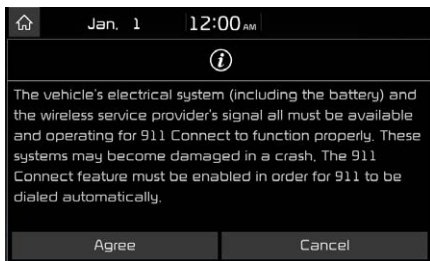 Jan. 1 12:00 AM
The vehicle's electrical system (including the battery) and
the wireless service provider's signal all must be available
and operating for 911 Connect to function properly. These
systems may become damaged in a crash. The 911
Connect feature must be enabled in order for 911 to be
dialed automatically.
Agree Cancel